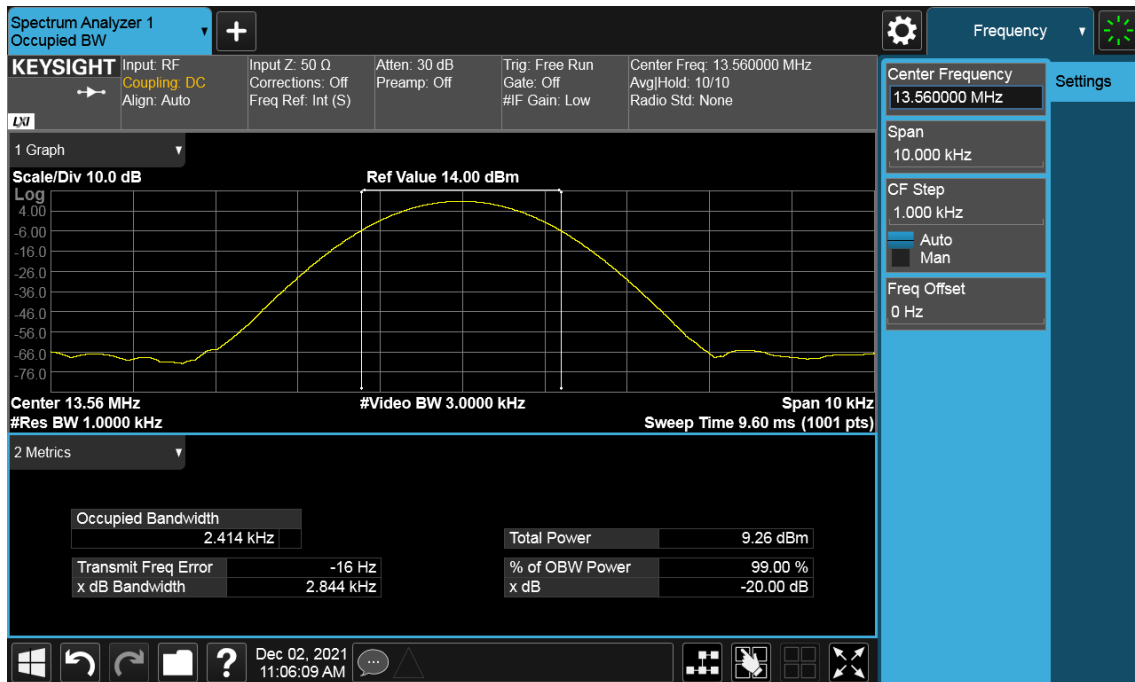 Spectrum Analyzer 1
Occupied BW
Frequency
KEYSIGHT
LXI
Input: RF
Coupling: DC
Align: Auto
Input Z: 50 Ω
Corrections: Off
Freq Ref: Int (S)
Atten: 30 dB
Preamp: Off
Trig: Free Run
Gate: Off
#IF Gain: Low
Center Freq: 13.560000 MHz
Avg|Hold: 10/10
Radio Std: None
Center Frequency
13.560000 MHz
Settings
Span
10.000 kHz
CF Step
1.000 kHz
Auto
Man
Freq Offset
0 Hz
1 Graph
Scale/Div 10.0 dB
Ref Value 14.00 dBm
Log
4.00
-6.00
-16.0
-26.0
-36.0
-46.0
-56.0
-66.0
-76.0
Center 13.56 MHz
#Video BW 3.0000 kHz
Span 10 kHz
#Res BW 1.0000 kHz
Sweep Time 9.60 ms (1001 pts)
2 Metrics
Occupied Bandwidth
2.414 kHz
Total Power 9.26 dBm
Transmit Freq Error -16 Hz
% of OBW Power 99.00 %
x dB Bandwidth 2.844 kHz
x dB -20.00 dB
?
Dec 02, 2021
11:06:09 AM